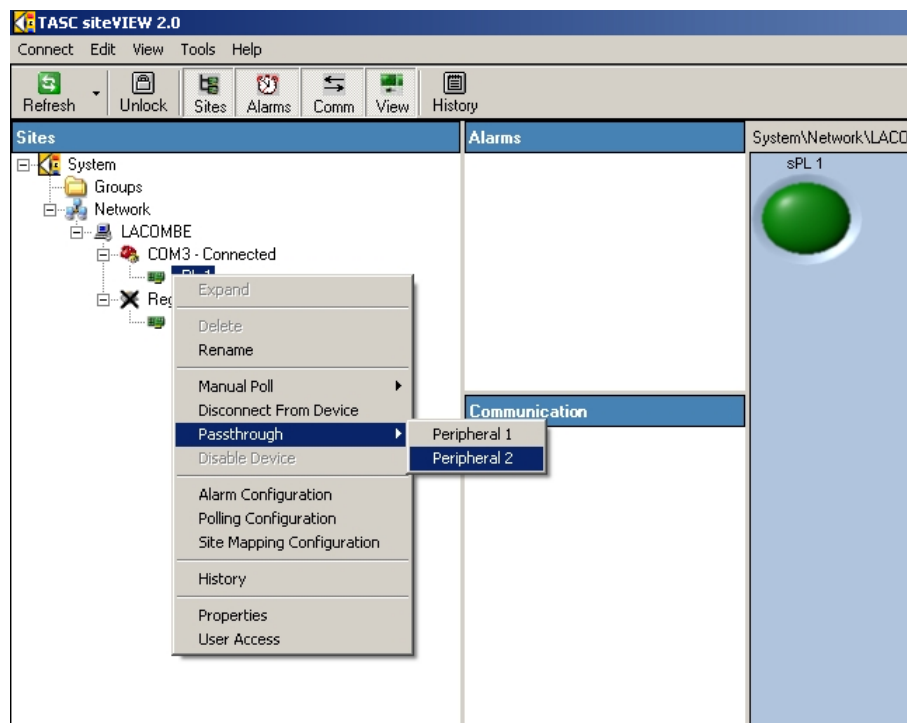 TASC siteVIEW 2.0
Connect Edit View Tools Help
Refresh Unlock Sites Alarms Comm View History
Sites
Alarms
System\Network\LACO
System
Groups
Network
LACOMBE
COM3 - Connected
sPL 1
Expand
Delete
Rename
Manual Poll
Disconnect From Device
Passthrough
Peripheral 1
Peripheral 2
Disable Device
Alarm Configuration
Polling Configuration
Site Mapping Configuration
History
Properties
User Access
Communication